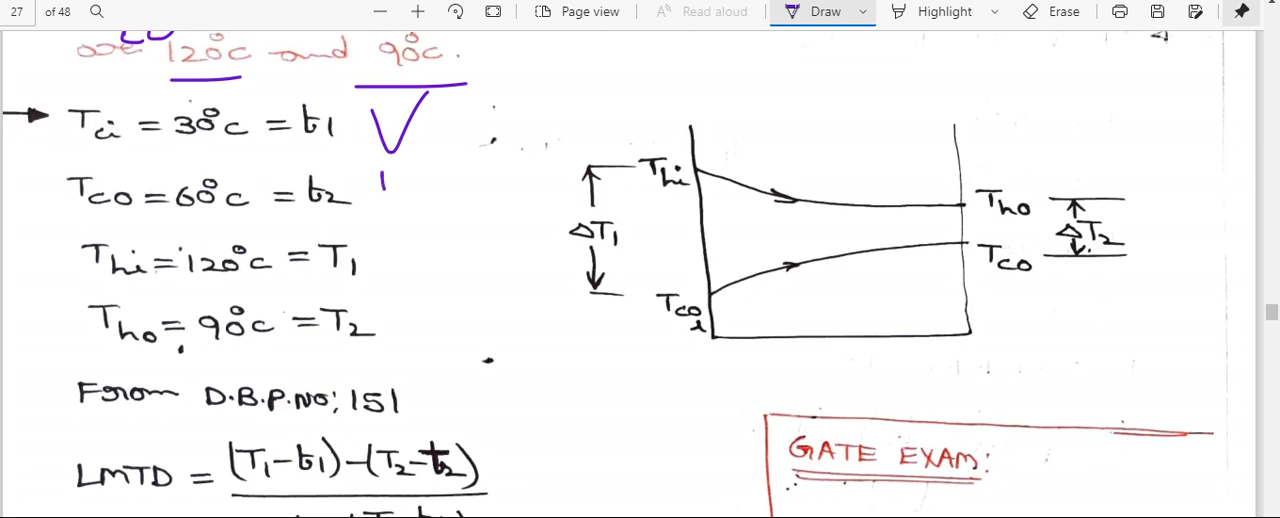 27 of 48 Page view Read aloud Draw Highlight Erase
120°C and 90°C.
Tci = 30°C = t1
Tco = 60°C = t2
Thi = 120°C = T1
Tho = 90°C = T2
From D.B.P.NO; 151
LMTD = (T1-t1)-(T2-t2)
Thi
ΔT1
Tco
i
Tho
ΔT2
Tco
GATE EXAM: